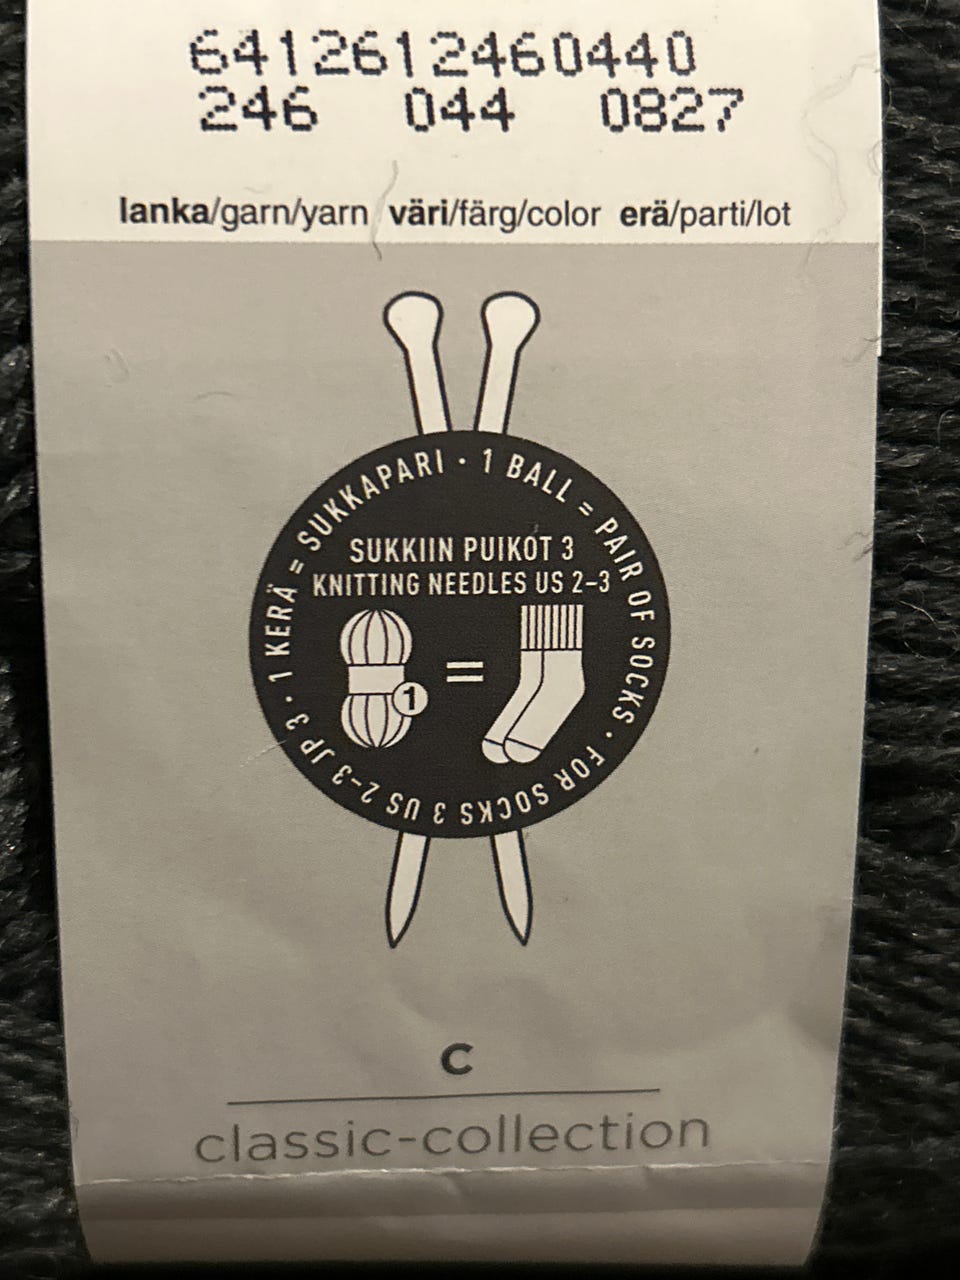 6412612460440
246 044 0827
lanka/garn/yarn väri/färg/color erä/parti/lot
1 KERÄ = SUKKAPARI · 1 BALL = PAIR OF SOCKS · FOR SOCKS 3 US 2-3 JP 3 ·
SUKKIIN PUIKOT 3
KNITTING NEEDLES US 2-3
1
=
C
classic-collection